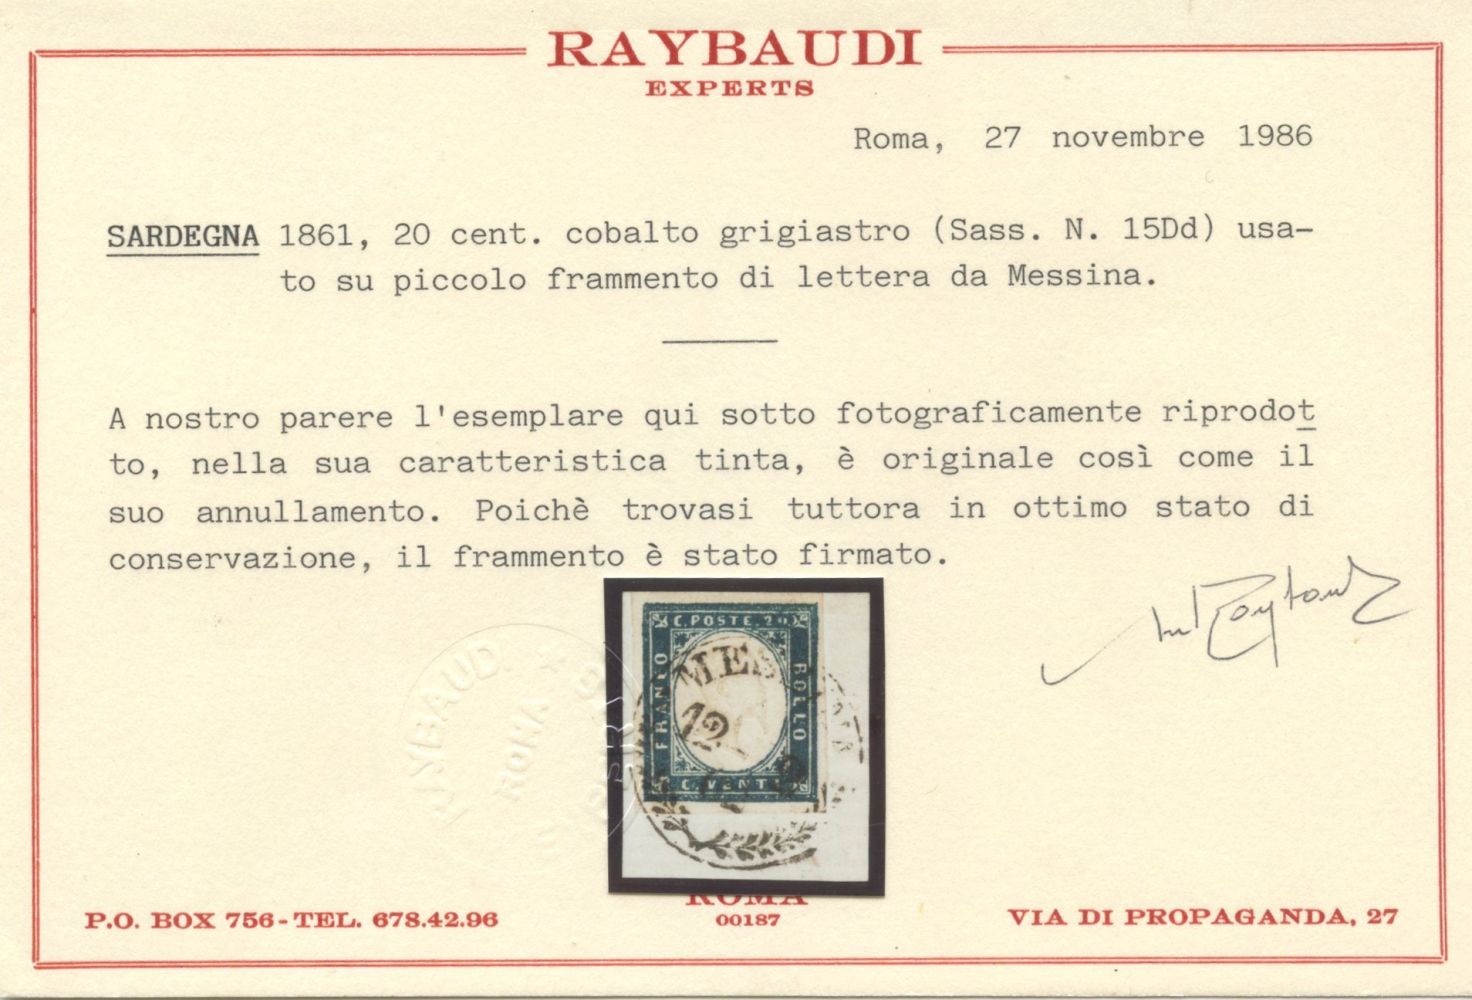 RAYBAUDI
EXPERTS
Roma, 27 novembre 1986
SARDEGNA 1861, 20 cent. cobalto grigiastro (Sass. N. 15Dd) usa-
to su piccolo frammento di lettera da Messina.
A nostro parere l'esemplare qui sotto fotograficamente riprodot
to, nella sua caratteristica tinta, è originale così come il
suo annullamento. Poichè trovasi tuttora in ottimo stato di
conservazione, il frammento è stato firmato.
C. POSTE. 20
FRANCO
BOLLO
C. VENTI
12
ROMA
ROMA
00187
P.O. BOX 756-TEL. 678.42.96
VIA DI PROPAGANDA, 27